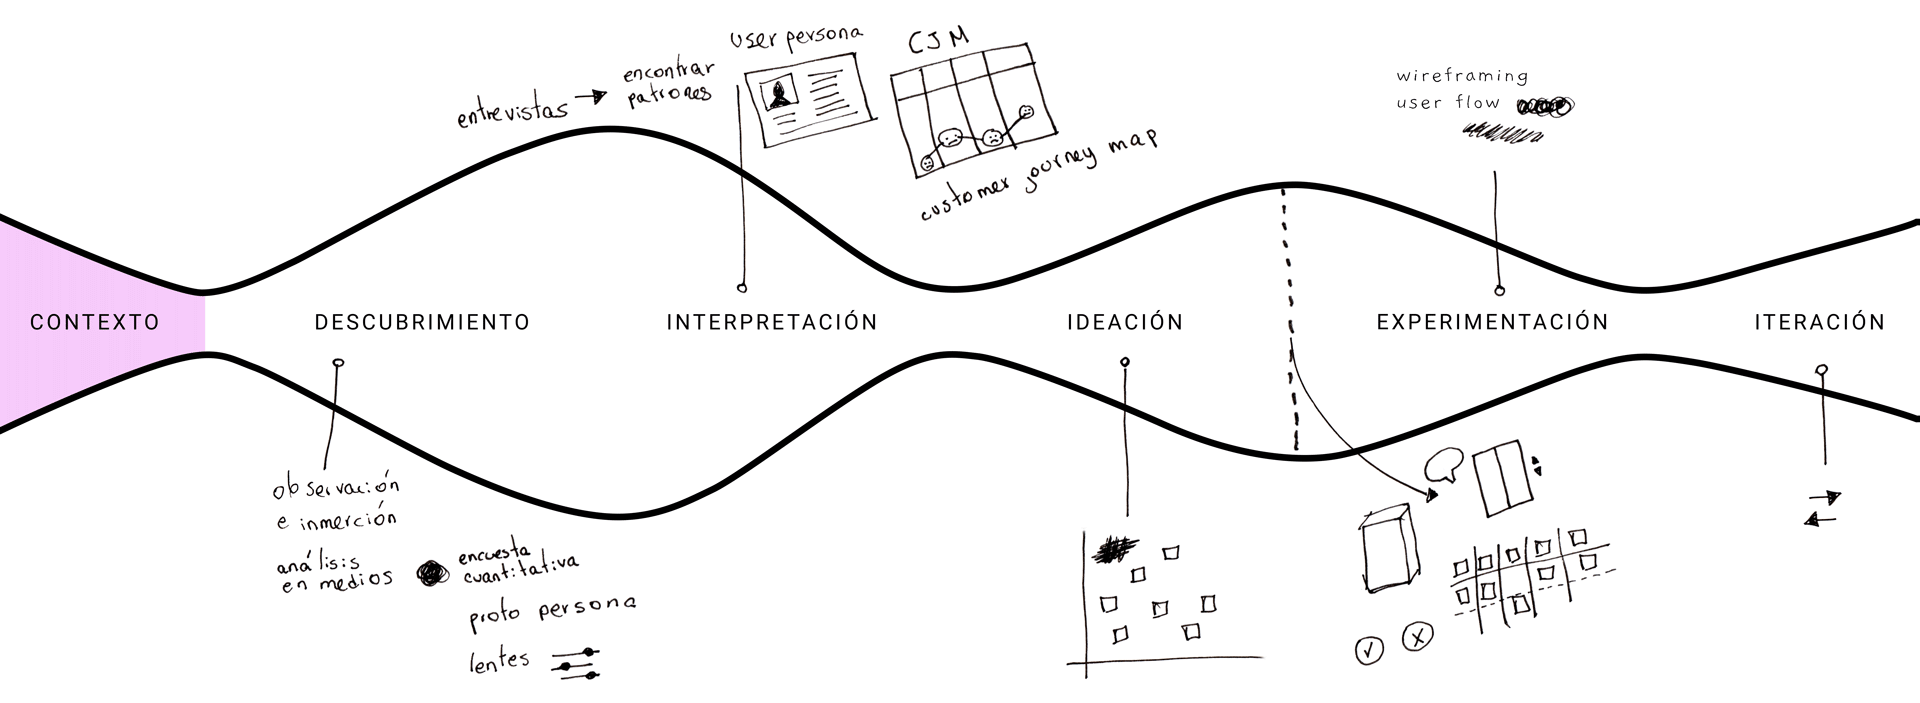 user persona
CJM
encontrar
patrones
entrevistas
customer journey map
wireframing
user flow
CONTEXTO
DESCUBRIMIENTO
INTERPRETACIÓN
IDEACIÓN
EXPERIMENTACIÓN
ITERACIÓN
observación
e inmerción
análisis
en medios
encuesta
cuantitativa
proto persona
lentes